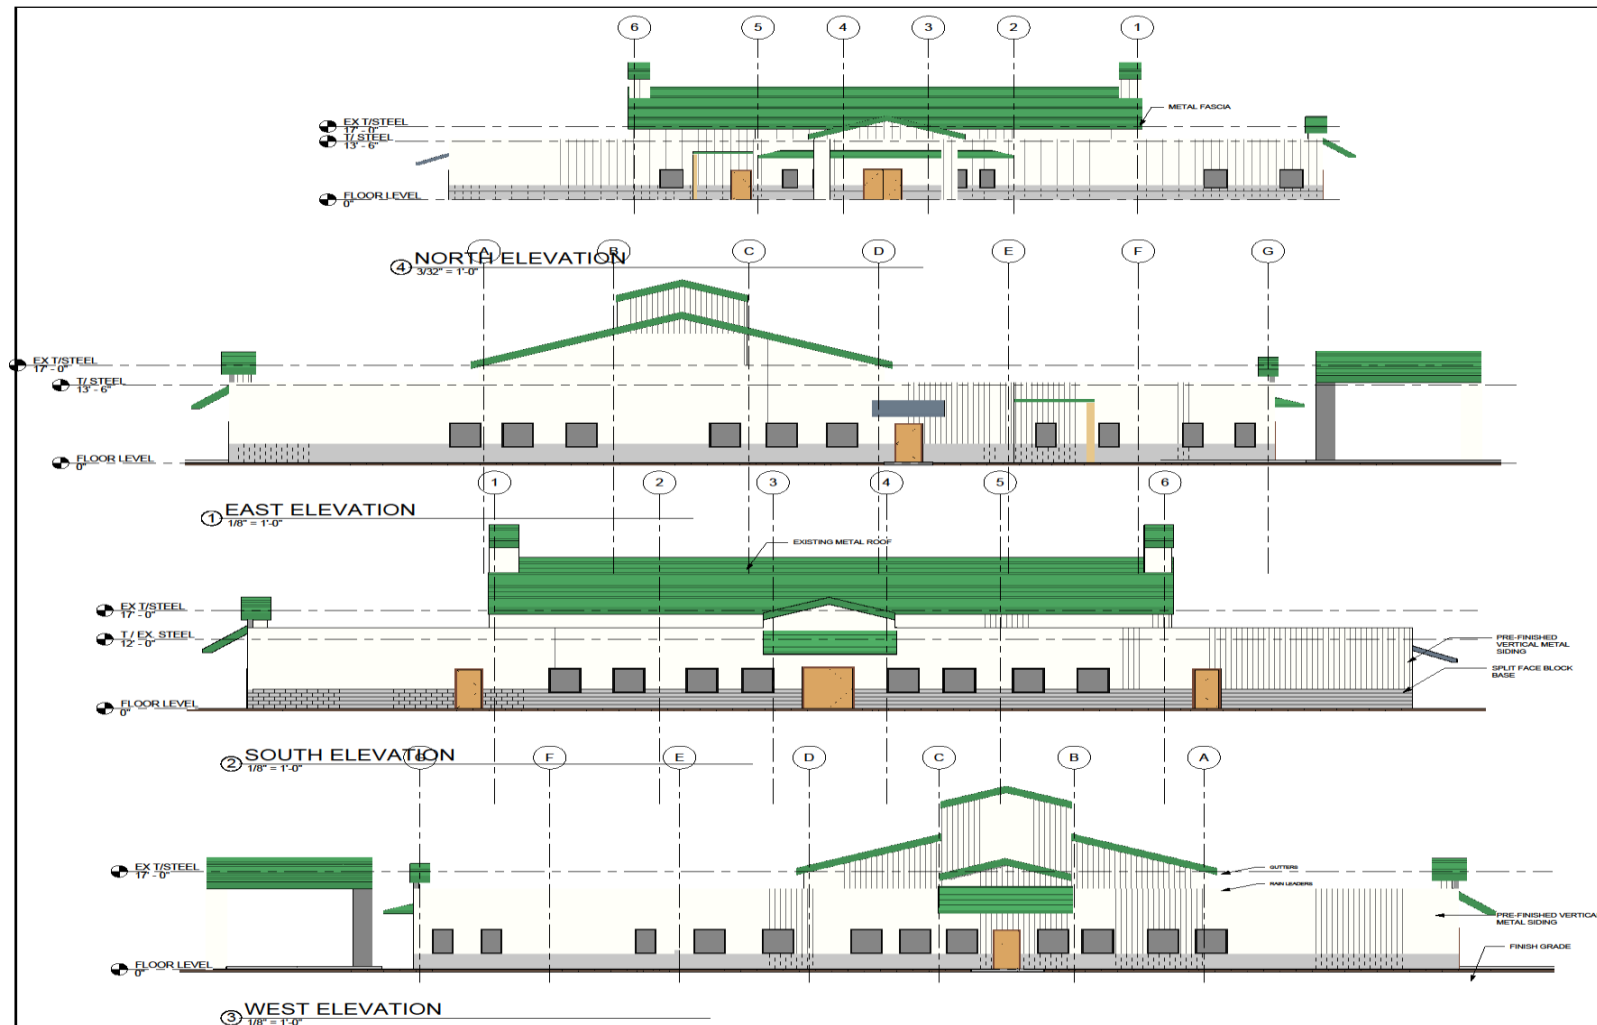 6 5 4 3 2 1
METAL FASCIA
EX T/STEEL
17' - 0"
T/ STEEL
13' - 6"
FLOOR LEVEL
0"
4 NORTH ELEVATION
3/32" = 1'-0"
A B C D E F G
EX T/STEEL
17' - 0"
T/ STEEL
13' - 6"
FLOOR LEVEL
0"
1 EAST ELEVATION
1/8" = 1'-0"
1 2 3 4 5 6
EXISTING METAL ROOF
EX T/STEEL
17' - 0"
T / EX. STEEL
12' - 0"
PRE-FINISHED
VERTICAL METAL
SIDING
SPLIT FACE BLOCK
BASE
FLOOR LEVEL
0"
2 SOUTH ELEVATION
1/8" = 1'-0"
G F E D C B A
EX T/STEEL
17' - 0"
GUTTERS
RAIN LEADERS
PRE-FINISHED VERTICAL
METAL SIDING
FINISH GRADE
FLOOR LEVEL
0"
3 WEST ELEVATION
1/8" = 1'-0"